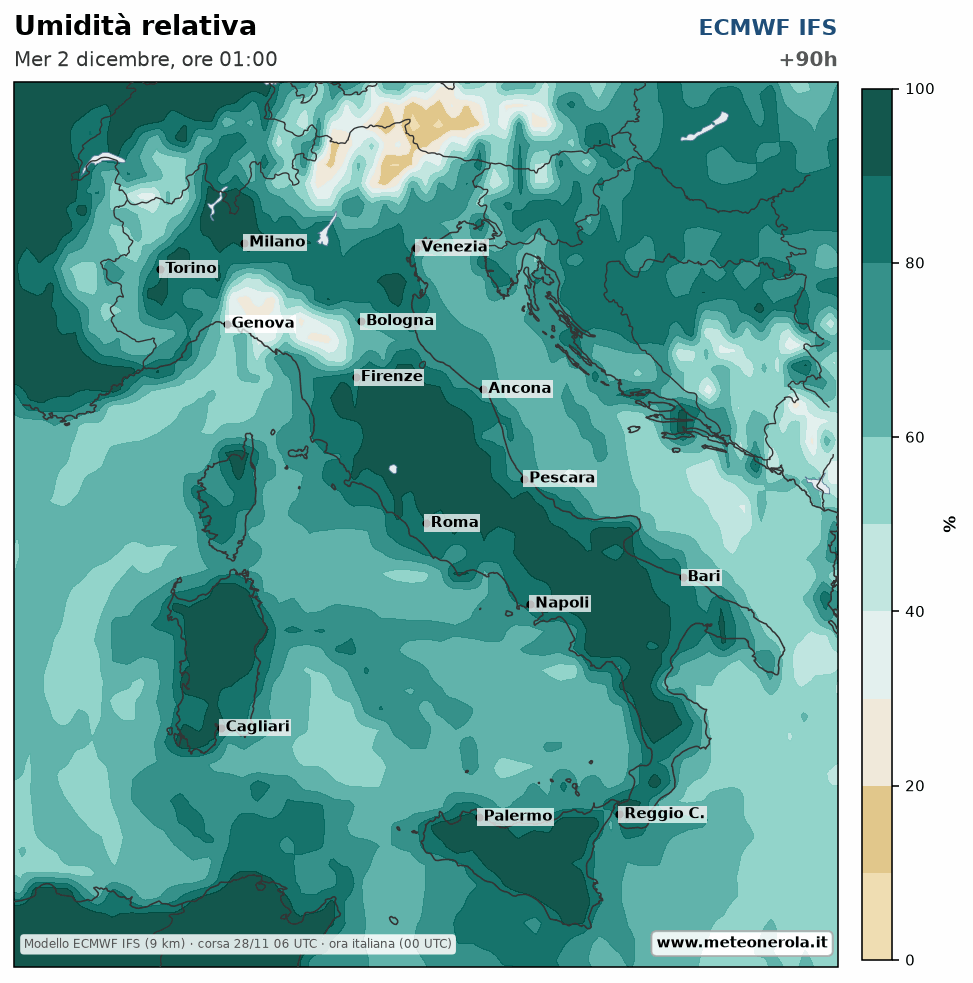 Umidità relativa
ECMWF IFS
Mer 2 dicembre, ore 01:00
+90h
100
80
60
40
20
0
%
Milano
Venezia
Torino
Genova
Bologna
Firenze
Ancona
Pescara
Roma
Bari
Napoli
Cagliari
Palermo
Reggio C.
Modello ECMWF IFS (9 km) · corsa 28/11 06 UTC · ora italiana (00 UTC)
www.meteonerola.it